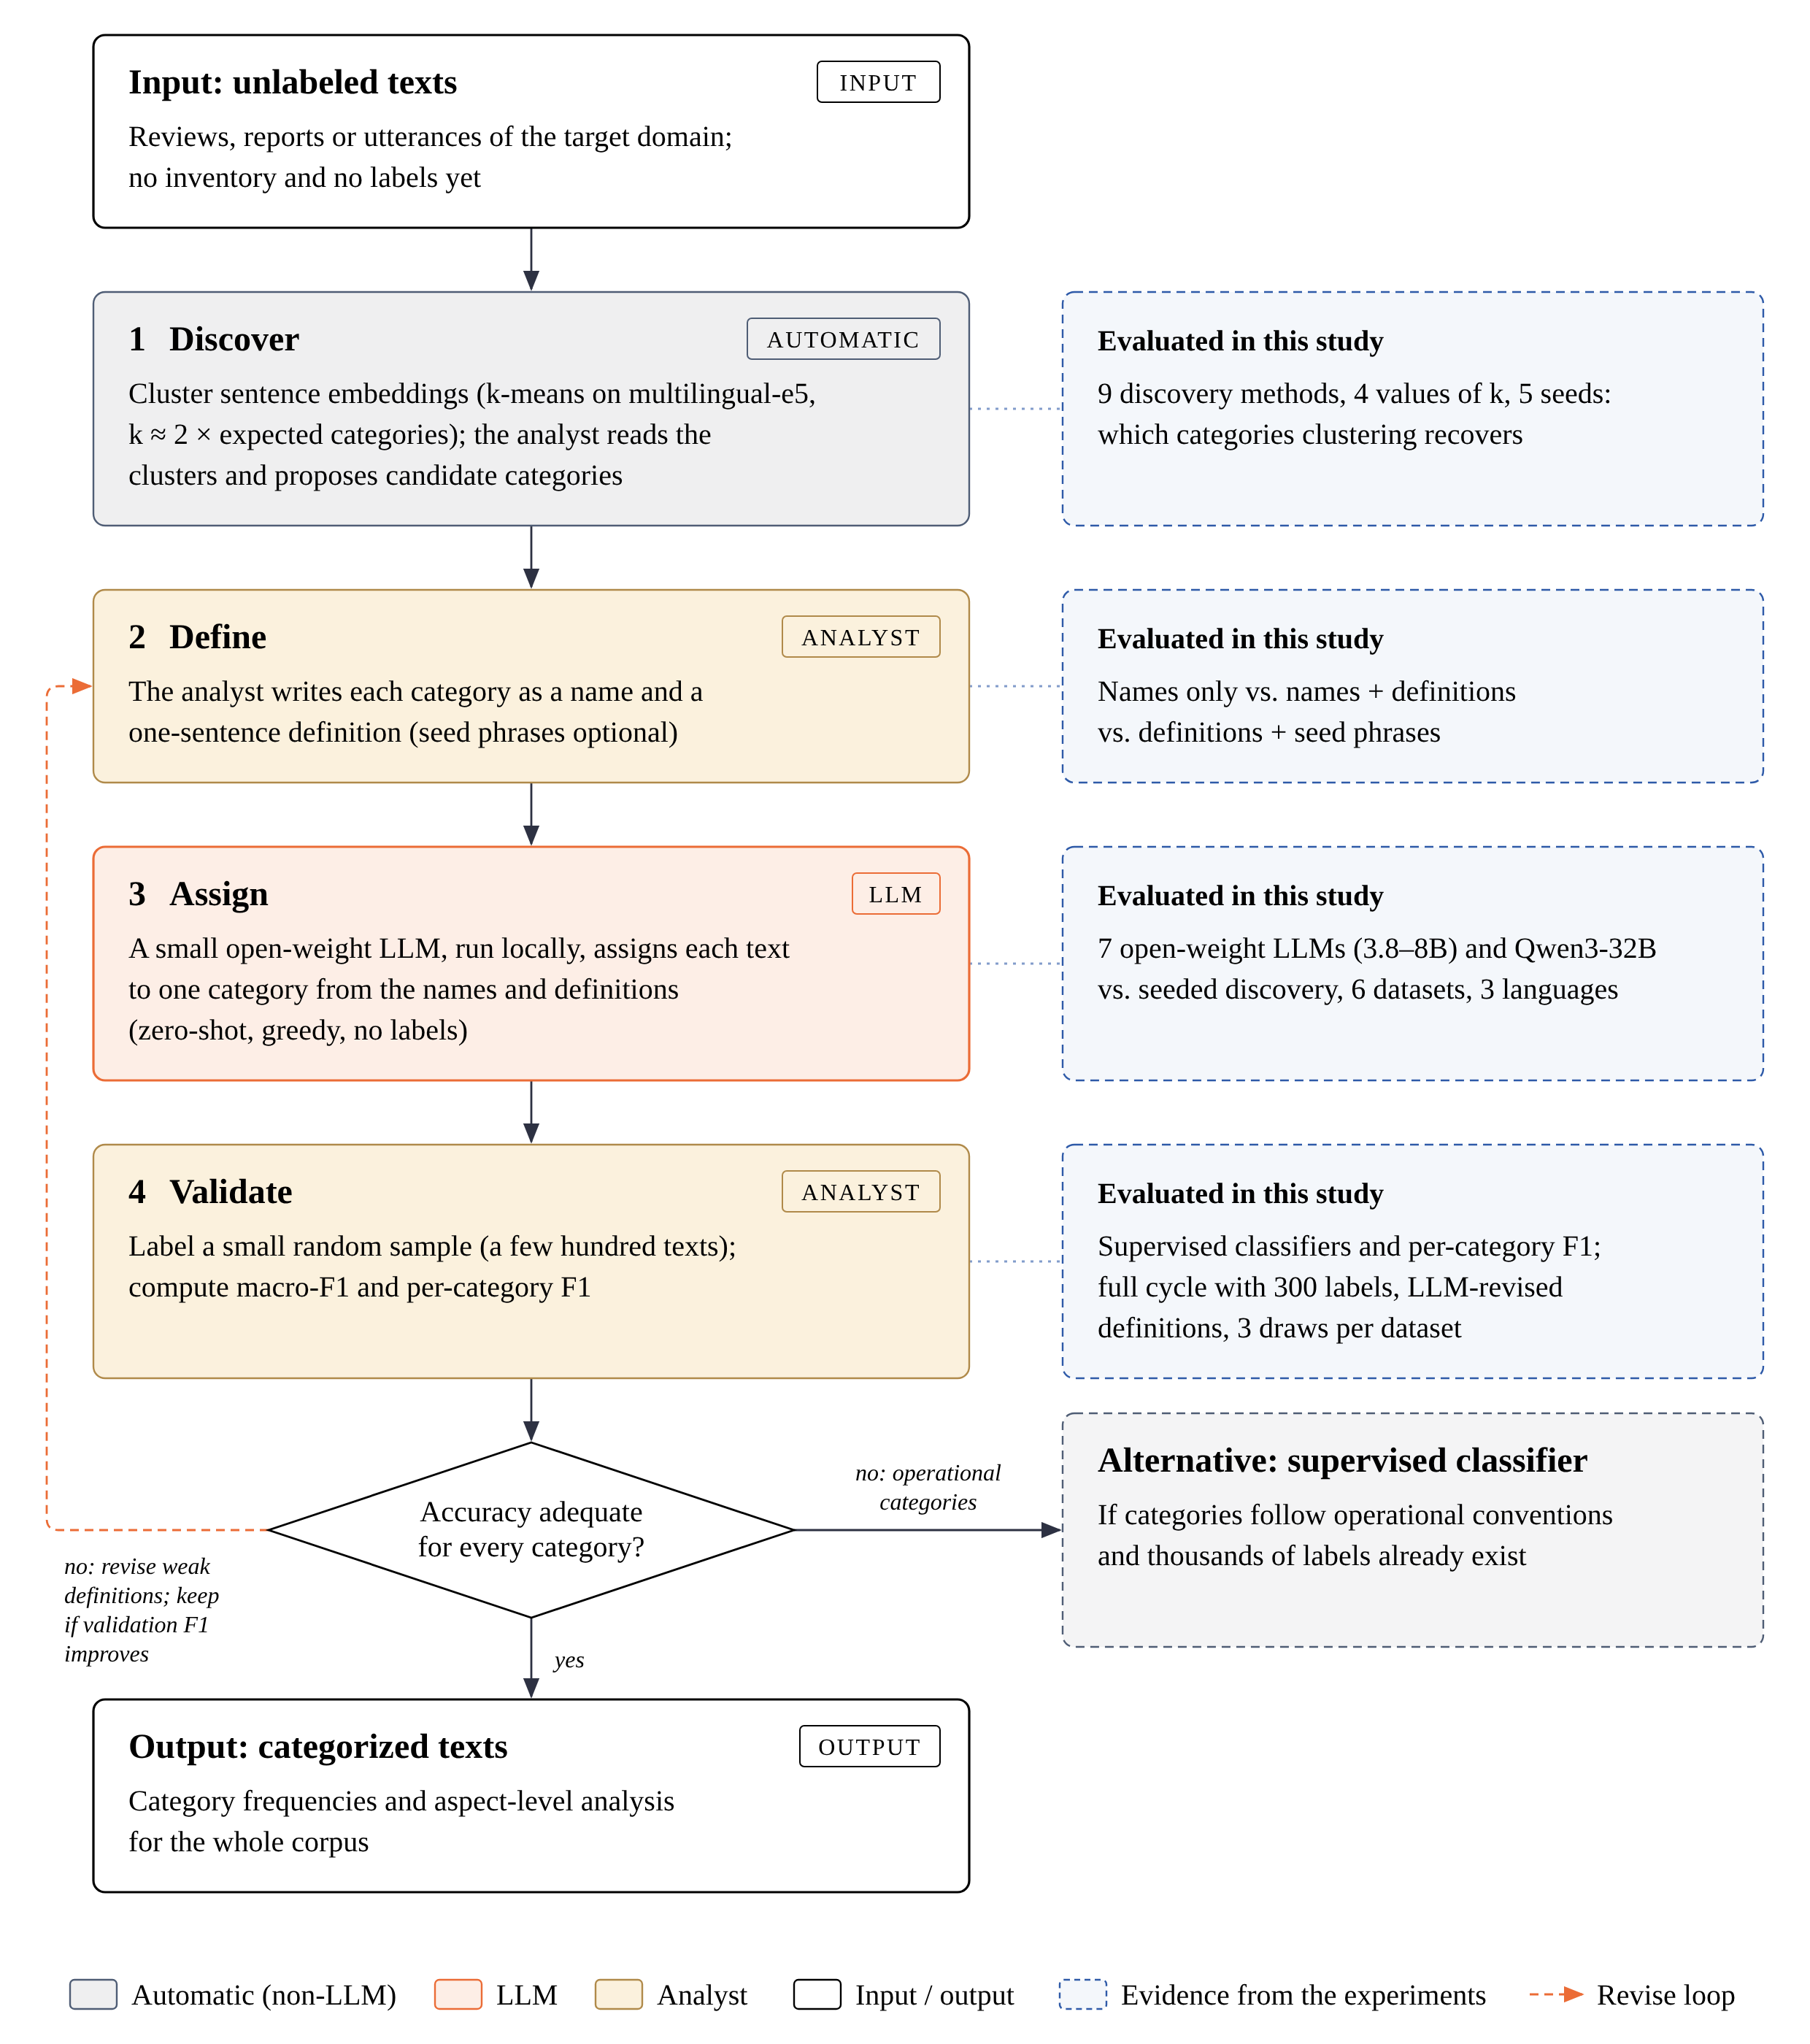 Input: unlabeled texts
INPUT
Reviews, reports or utterances of the target domain;
no inventory and no labels yet
1 Discover
AUTOMATIC
Cluster sentence embeddings (k-means on multilingual-e5,
k ≈ 2 × expected categories); the analyst reads the
clusters and proposes candidate categories
Evaluated in this study
9 discovery methods, 4 values of k, 5 seeds:
which categories clustering recovers
2 Define
ANALYST
The analyst writes each category as a name and a
one-sentence definition (seed phrases optional)
Evaluated in this study
Names only vs. names + definitions
vs. definitions + seed phrases
3 Assign
LLM
A small open-weight LLM, run locally, assigns each text
to one category from the names and definitions
(zero-shot, greedy, no labels)
Evaluated in this study
7 open-weight LLMs (3.8–8B) and Qwen3-32B
vs. seeded discovery, 6 datasets, 3 languages
4 Validate
ANALYST
Label a small random sample (a few hundred texts);
compute macro-F1 and per-category F1
Evaluated in this study
Supervised classifiers and per-category F1;
full cycle with 300 labels, LLM-revised
definitions, 3 draws per dataset
Accuracy adequate
for every category?
no: operational
categories
Alternative: supervised classifier
If categories follow operational conventions
and thousands of labels already exist
no: revise weak
definitions; keep
if validation F1
improves
yes
Output: categorized texts
OUTPUT
Category frequencies and aspect-level analysis
for the whole corpus
Automatic (non-LLM)
LLM
Analyst
Input / output
Evidence from the experiments
Revise loop